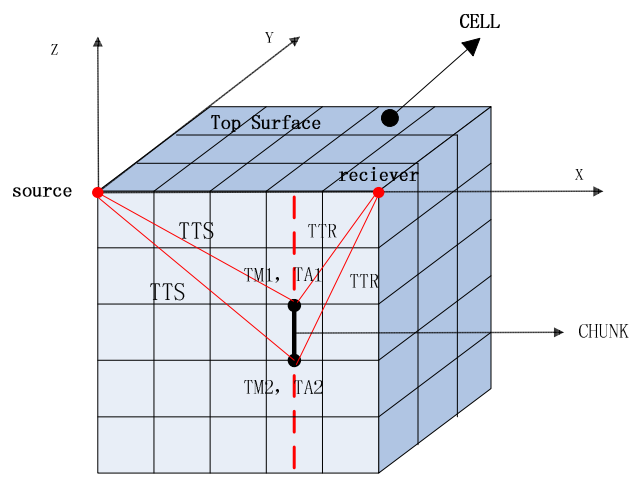 CELL
Y
Z
Top Surface
reciever
X
source
TTS
TTR
TM1, TA1
TTR
TTS
CHUNK
TM2, TA2